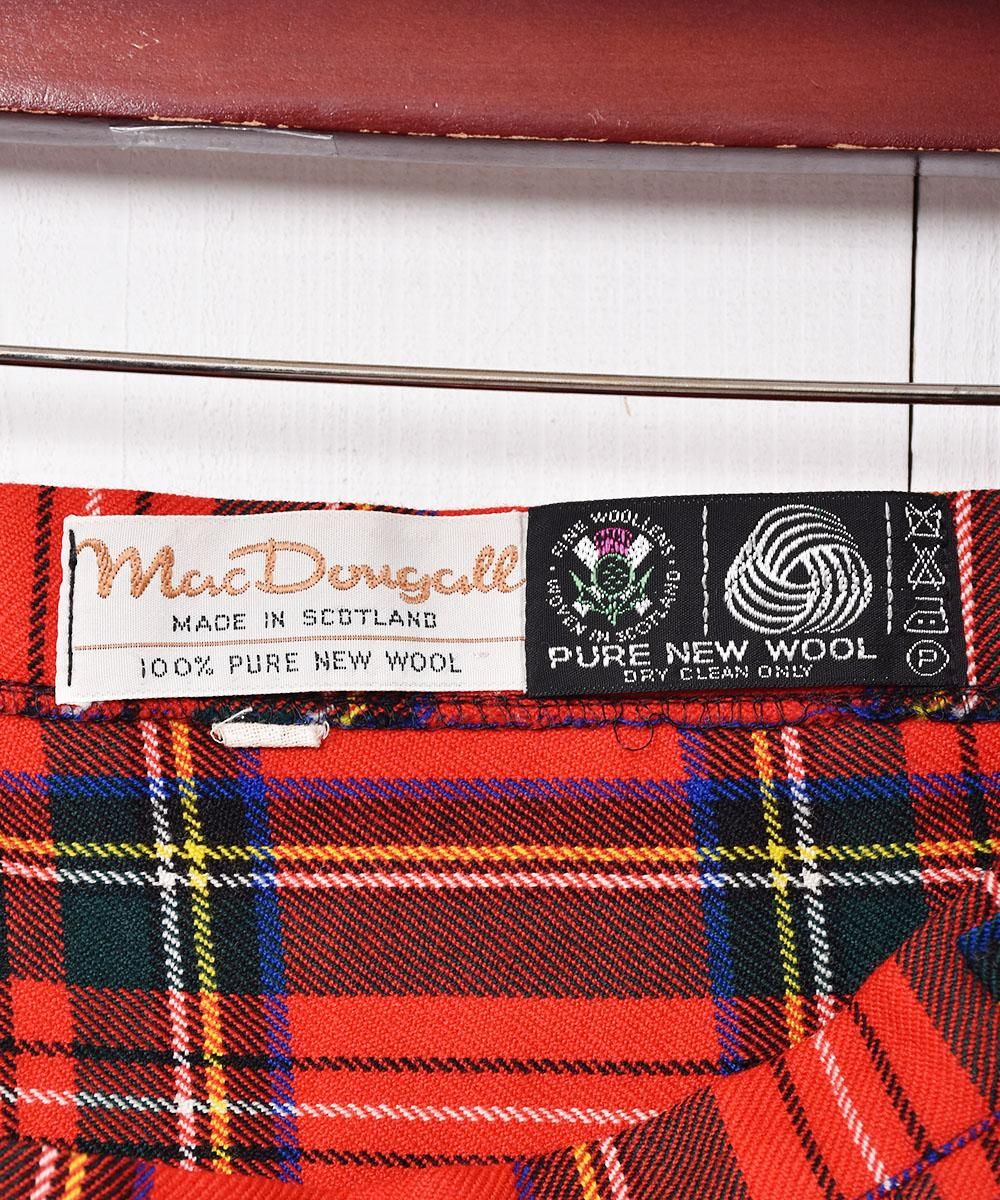 MacDougall
MADE IN SCOTLAND
100% PURE NEW WOOL
FINE WOOLLENS
WOVEN IN SCOTLAND
PURE NEW WOOL
DRY CLEAN ONLY
P